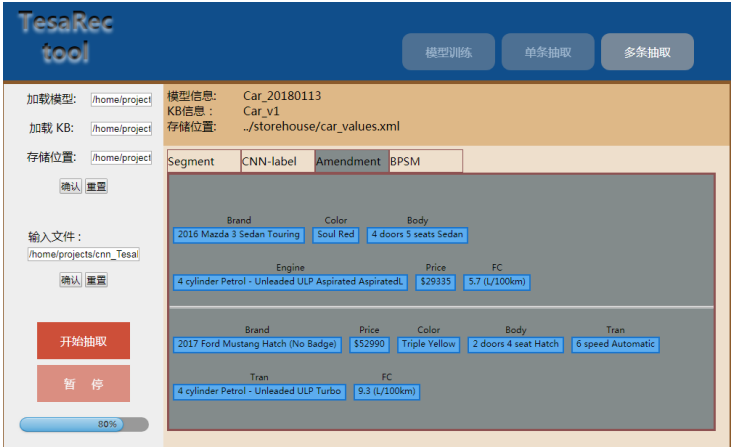 TesaRec
tool
模型训练
单条抽取
多条抽取
加载模型: /home/project
加载 KB: /home/project
存储位置: /home/project
确认 重置
输入文件：
/home/projects/cnn_Tesal
确认 重置
开始抽取
暂 停
80%
模型信息: Car_20180113
KB信息： Car_v1
存储位置: ../storehouse/car_values.xml
Segment CNN-label Amendment BPSM
Brand Color Body
2016 Mazda 3 Sedan Touring Soul Red 4 doors 5 seats Sedan
Engine Price FC
4 cylinder Petrol - Unleaded ULP Aspirated AspiratedL $29335 5.7 (L/100km)
Brand Price Color Body Tran
2017 Ford Mustang Hatch (No Badge) $52990 Triple Yellow 2 doors 4 seat Hatch 6 speed Automatic
Tran FC
4 cylinder Petrol - Unleaded ULP Turbo 9.3 (L/100km)